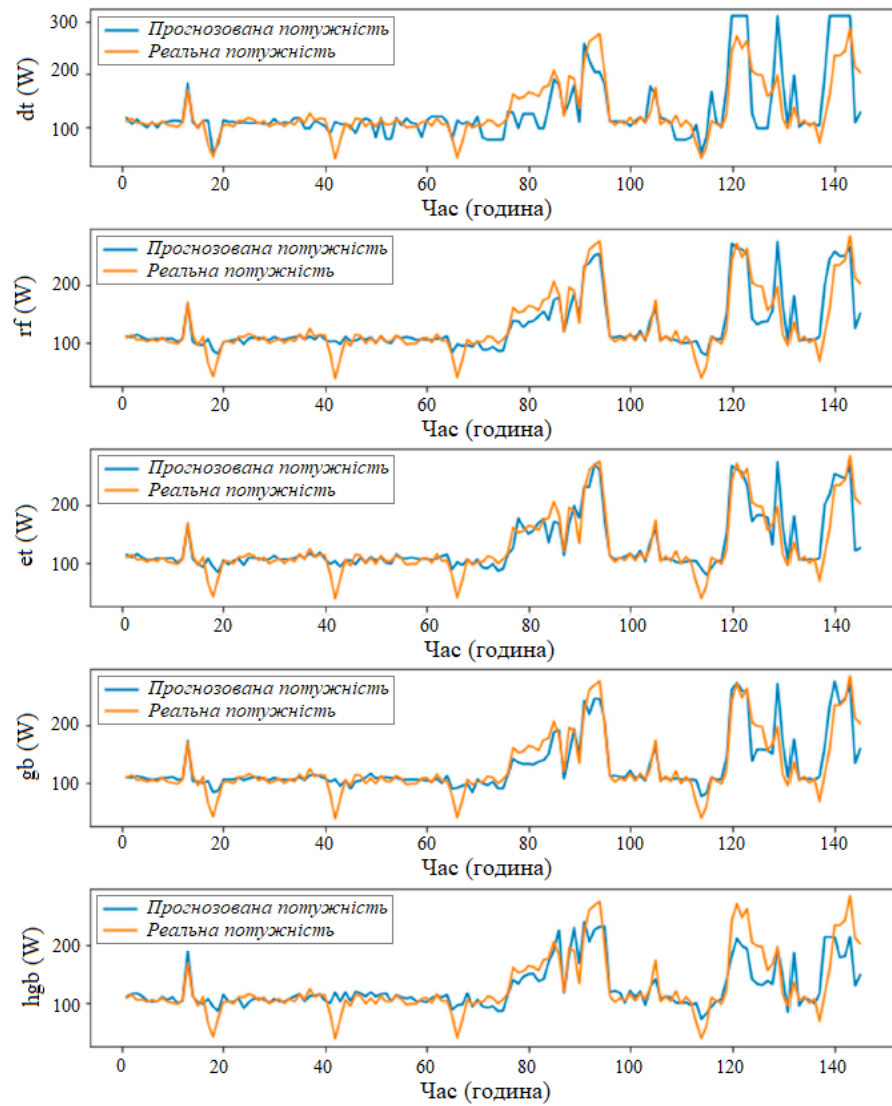 Прогнозована потужність
Реальна потужність
300
200
100
dt (W)
0 20 40 60 80 100 120 140
Час (година)
Прогнозована потужність
Реальна потужність
200
100
rf (W)
0 20 40 60 80 100 120 140
Час (година)
Прогнозована потужність
Реальна потужність
200
100
et (W)
0 20 40 60 80 100 120 140
Час (година)
Прогнозована потужність
Реальна потужність
200
100
gb (W)
0 20 40 60 80 100 120 140
Час (година)
Прогнозована потужність
Реальна потужність
200
100
hgb (W)
0 20 40 60 80 100 120 140
Час (година)